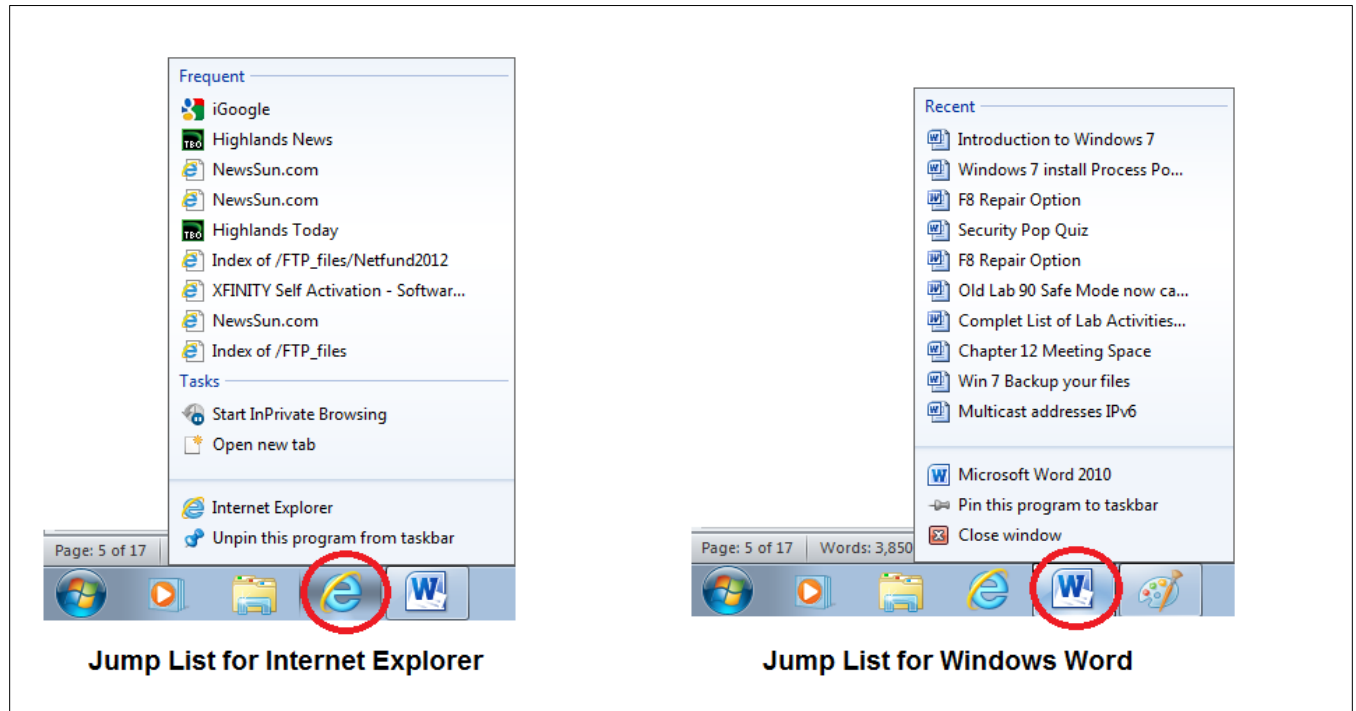 Frequent
iGoogle
Highlands News
NewsSun.com
NewsSun.com
Highlands Today
Index of /FTP_files/Netfund2012
XFINITY Self Activation - Softwar...
NewsSun.com
Index of /FTP_files
Tasks
Start InPrivate Browsing
Open new tab
Internet Explorer
Unpin this program from taskbar
Page: 5 of 17
Jump List for Internet Explorer
Recent
Introduction to Windows 7
Windows 7 install Process Po...
F8 Repair Option
Security Pop Quiz
F8 Repair Option
Old Lab 90 Safe Mode now ca...
Complet List of Lab Activities...
Chapter 12 Meeting Space
Win 7 Backup your files
Multicast addresses IPv6
Microsoft Word 2010
Pin this program to taskbar
Close window
Page: 5 of 17 Words: 3,850
Jump List for Windows Word